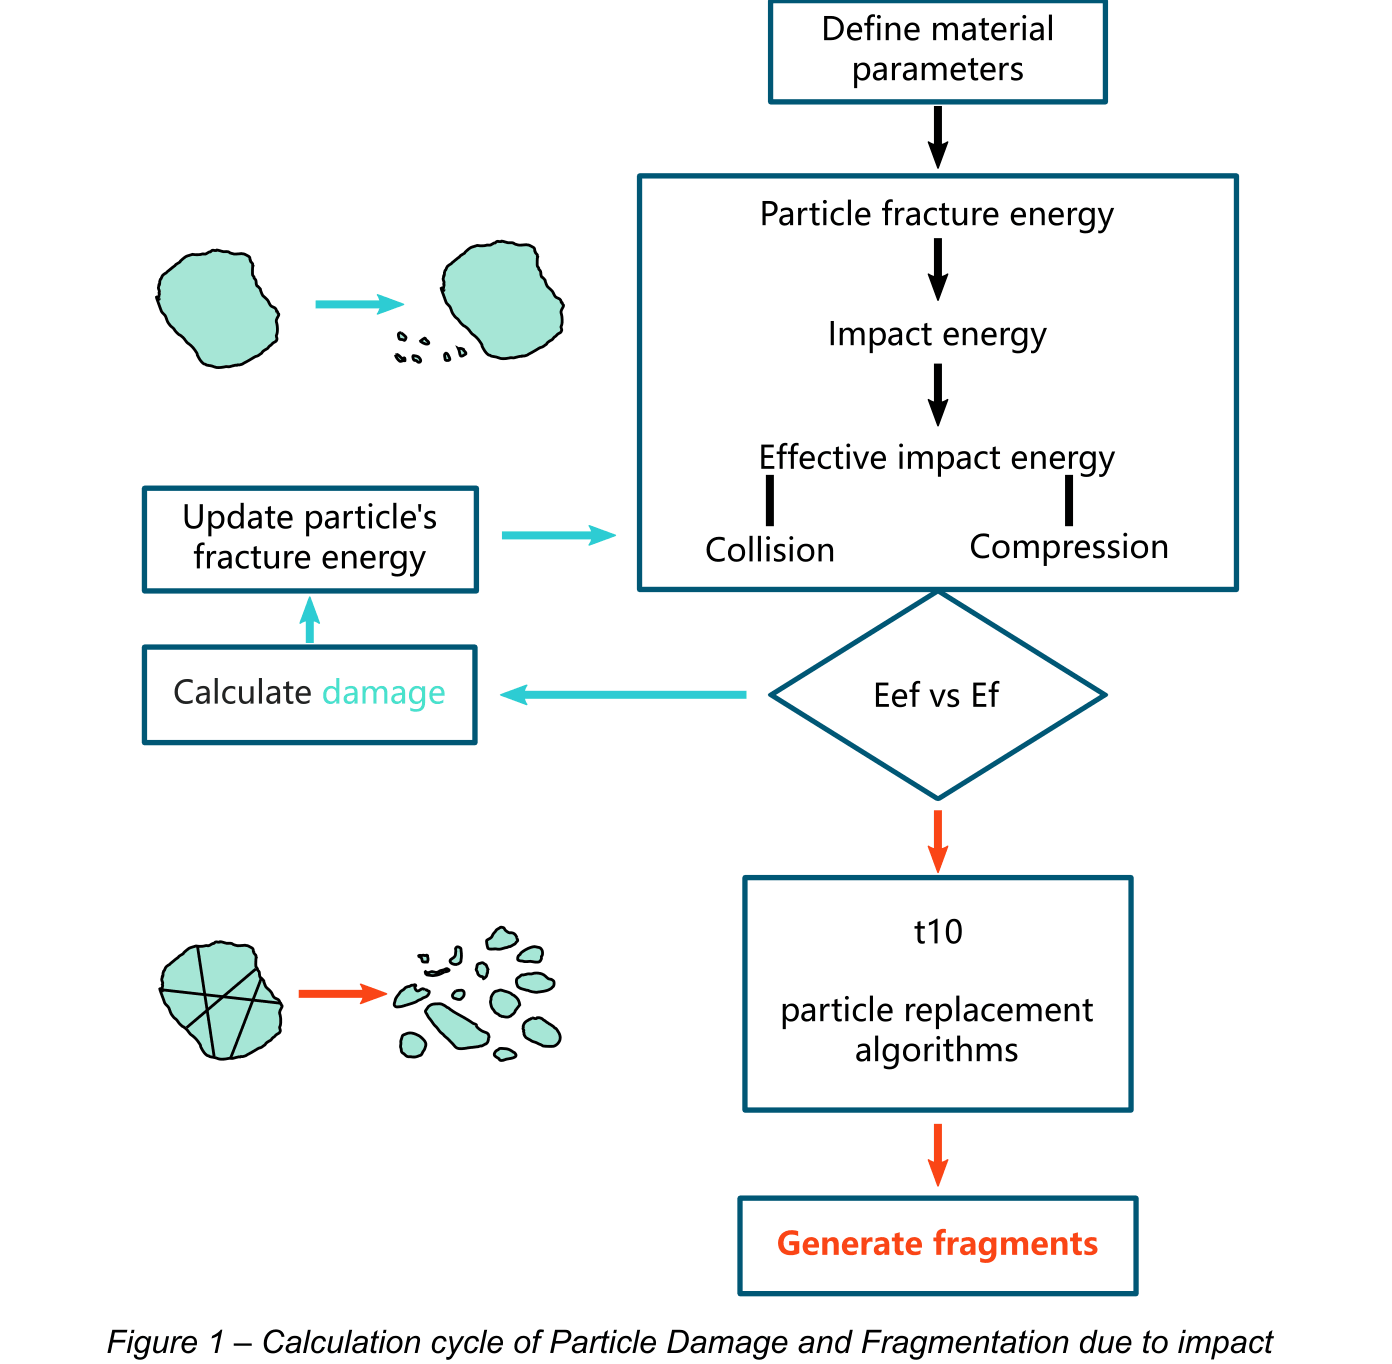 Define material
parameters
Particle fracture energy
Impact energy
Effective impact energy
Collision
Compression
Update particle's
fracture energy
Calculate damage
Eef vs Ef
t10
particle replacement
algorithms
Generate fragments
Figure 1 – Calculation cycle of Particle Damage and Fragmentation due to impact